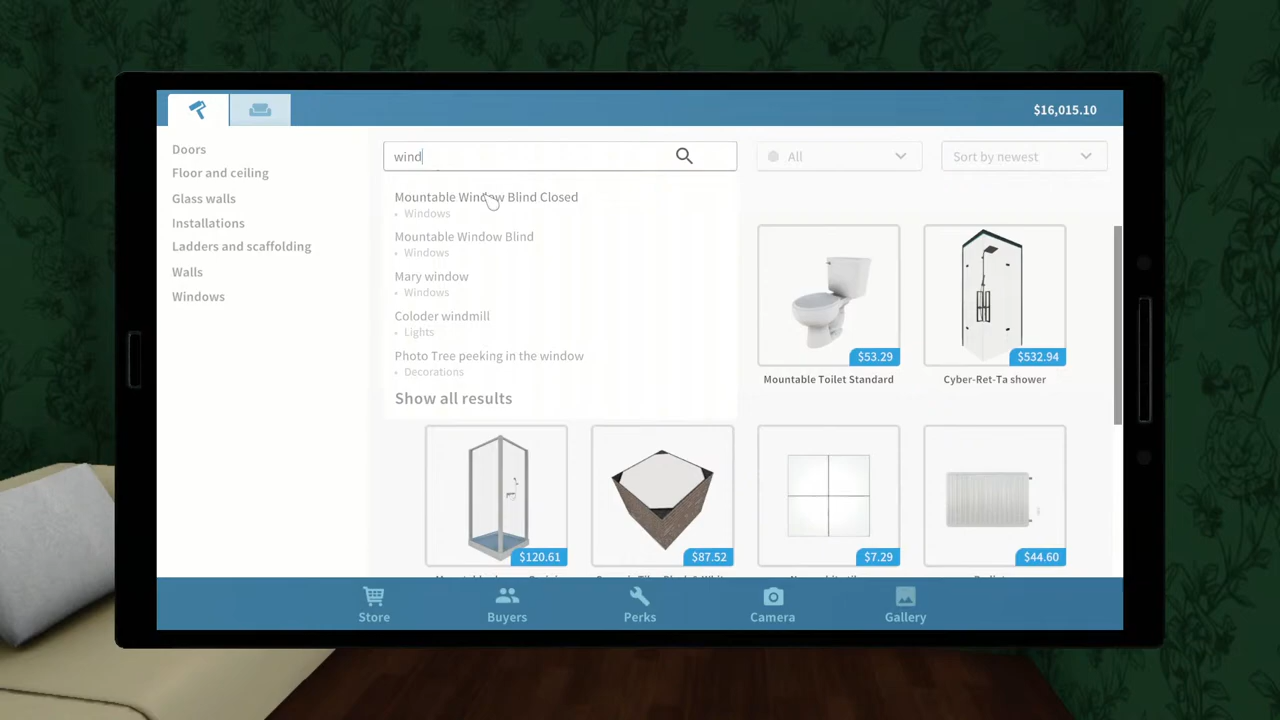 $16,015.10
Doors
Floor and ceiling
Glass walls
Installations
Ladders and scaffolding
Walls
Windows
wind
All
Sort by newest
Mountable Window Blind Closed
• Windows
Mountable Window Blind
• Windows
Mary window
• Windows
Coloder windmill
• Lights
Photo Tree peeking in the window
• Decorations
Show all results
$53.29
Mountable Toilet Standard
$532.94
Cyber-Ret-Ta shower
$120.61
$87.52
$7.29
$44.60
Store
Buyers
Perks
Camera
Gallery